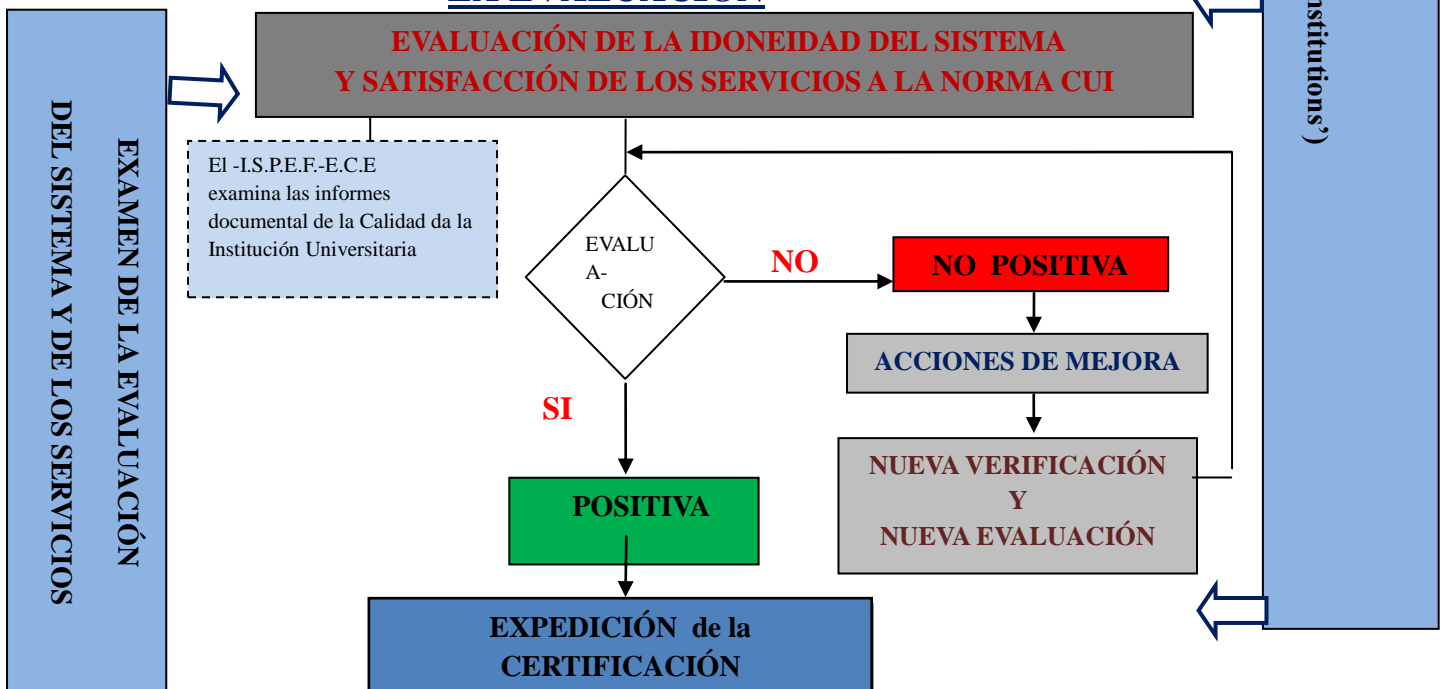 EXAMEN DE LA EVALUACIÓN
DEL SISTEMA Y DE LOS SERVICIOS
EVALUACIÓN DE LA IDONEIDAD DEL SISTEMA
Y SATISFACCIÓN DE LOS SERVICIOS A LA NORMA CUI
El -I.S.P.E.F.-E.C.E
examina las informes
documental de la Calidad da la
Institución Universitaria
EVALU
A-
CIÓN
NO
NO POSITIVA
ACCIONES DE MEJORA
NUEVA VERIFICACIÓN
Y
NUEVA EVALUACIÓN
SI
POSITIVA
EXPEDICIÓN de la
CERTIFICACIÓN